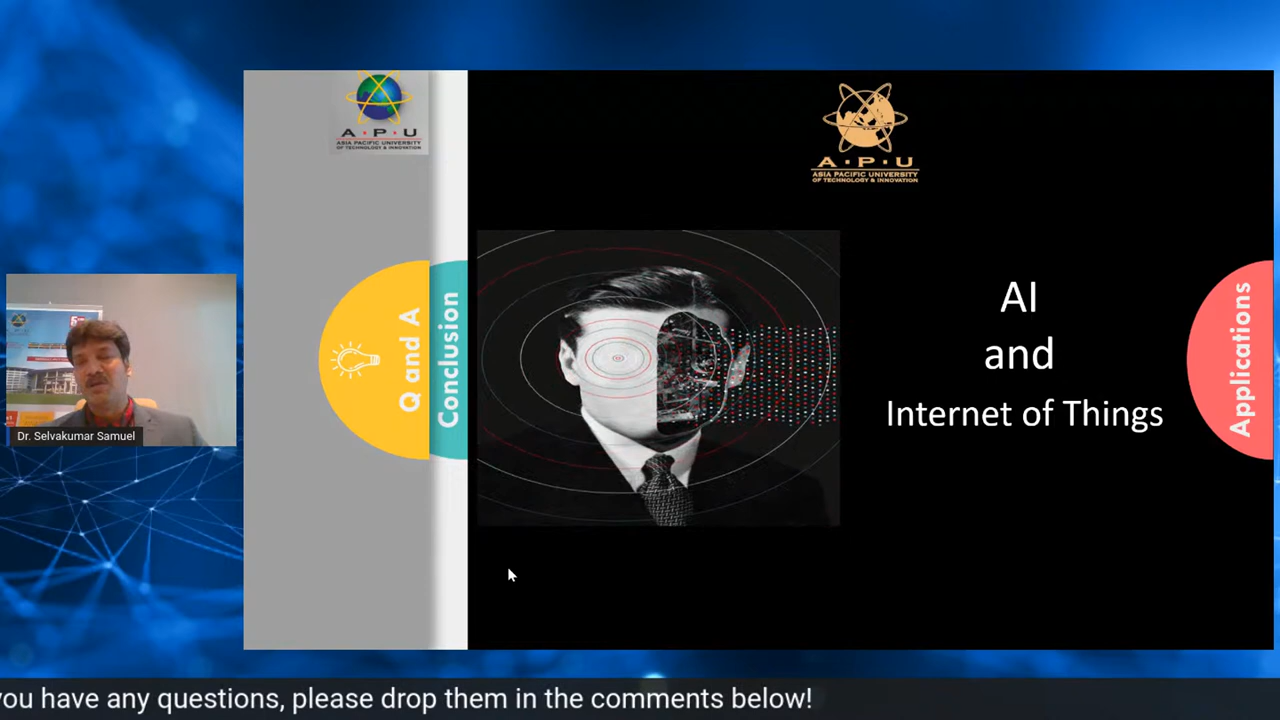 A·P·U
ASIA PACIFIC UNIVERSITY
OF TECHNOLOGY & INNOVATION
A·P·U
ASIA PACIFIC UNIVERSITY
OF TECHNOLOGY & INNOVATION
Q and A
Conclusion
AI
and
Internet of Things
Applications
Dr. Selvakumar Samuel
you have any questions, please drop them in the comments below!